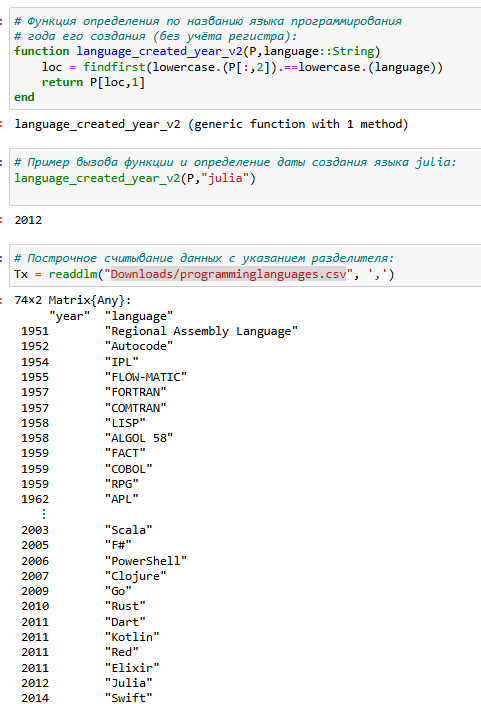 # Функция определения по названию языка программирования
# года его создания (без учёта регистра):
function language_created_year_v2(P,language::String)
    loc = findfirst(lowercase.(P[:,2]).==lowercase.(language))
    return P[loc,1]
end
language_created_year_v2 (generic function with 1 method)
# Пример вызова функции и определение даты создания языка julia:
language_created_year_v2(P,"julia")
2012
# Построчное считывание данных с указанием разделителя:
Tx = readdlm("Downloads/programminglanguages.csv", ',')
74×2 Matrix{Any}:
     "year"  "language"
 1951        "Regional Assembly Language"
 1952        "Autocode"
 1954        "IPL"
 1955        "FLOW-MATIC"
 1957        "FORTRAN"
 1957        "COMTRAN"
 1958        "LISP"
 1958        "ALGOL 58"
 1959        "FACT"
 1959        "COBOL"
 1959        "RPG"
 1962        "APL"
    ⋮
 2003        "Scala"
 2005        "F#"
 2006        "PowerShell"
 2007        "Clojure"
 2009        "Go"
 2010        "Rust"
 2011        "Dart"
 2011        "Kotlin"
 2011        "Red"
 2011        "Elixir"
 2012        "Julia"
 2014        "Swift"